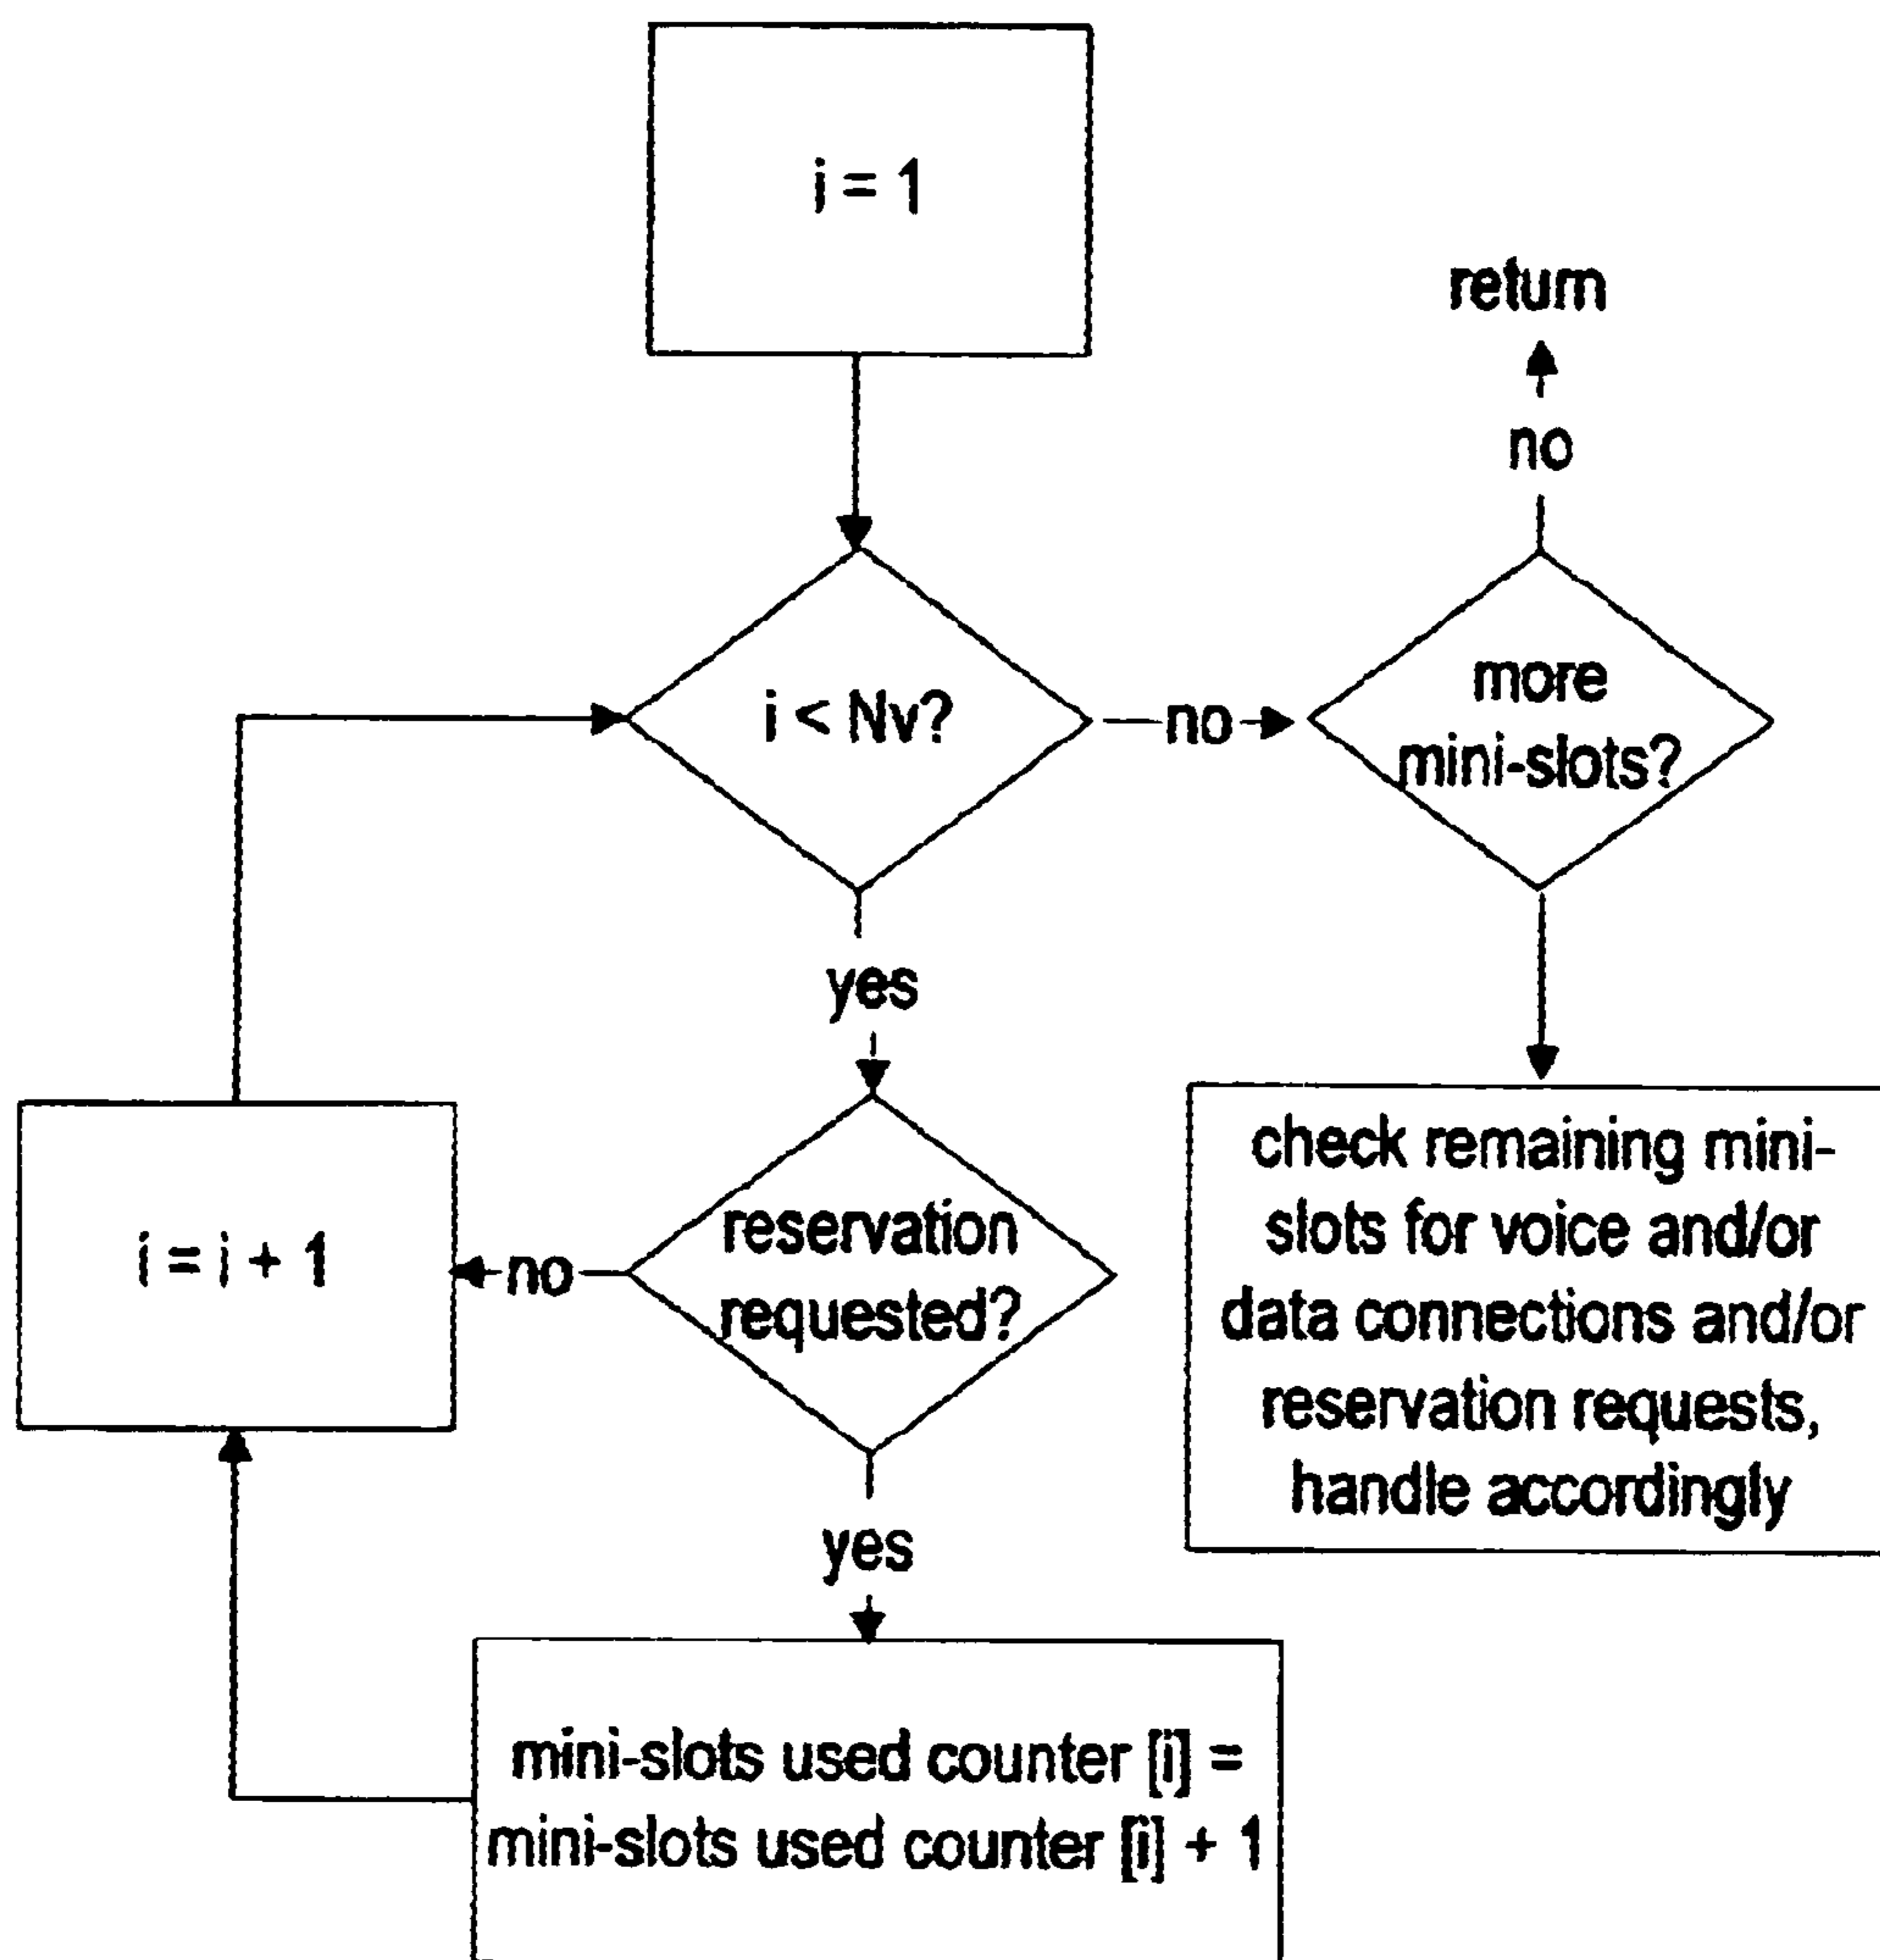 i = 1
return
no
i < Nv?
no
more
mini-slots?
yes
i = i + 1
no
reservation
requested?
check remaining mini-
slots for voice and/or
data connections and/or
reservation requests,
handle accordingly
yes
mini-slots used counter [i] =
mini-slots used counter [i] + 1